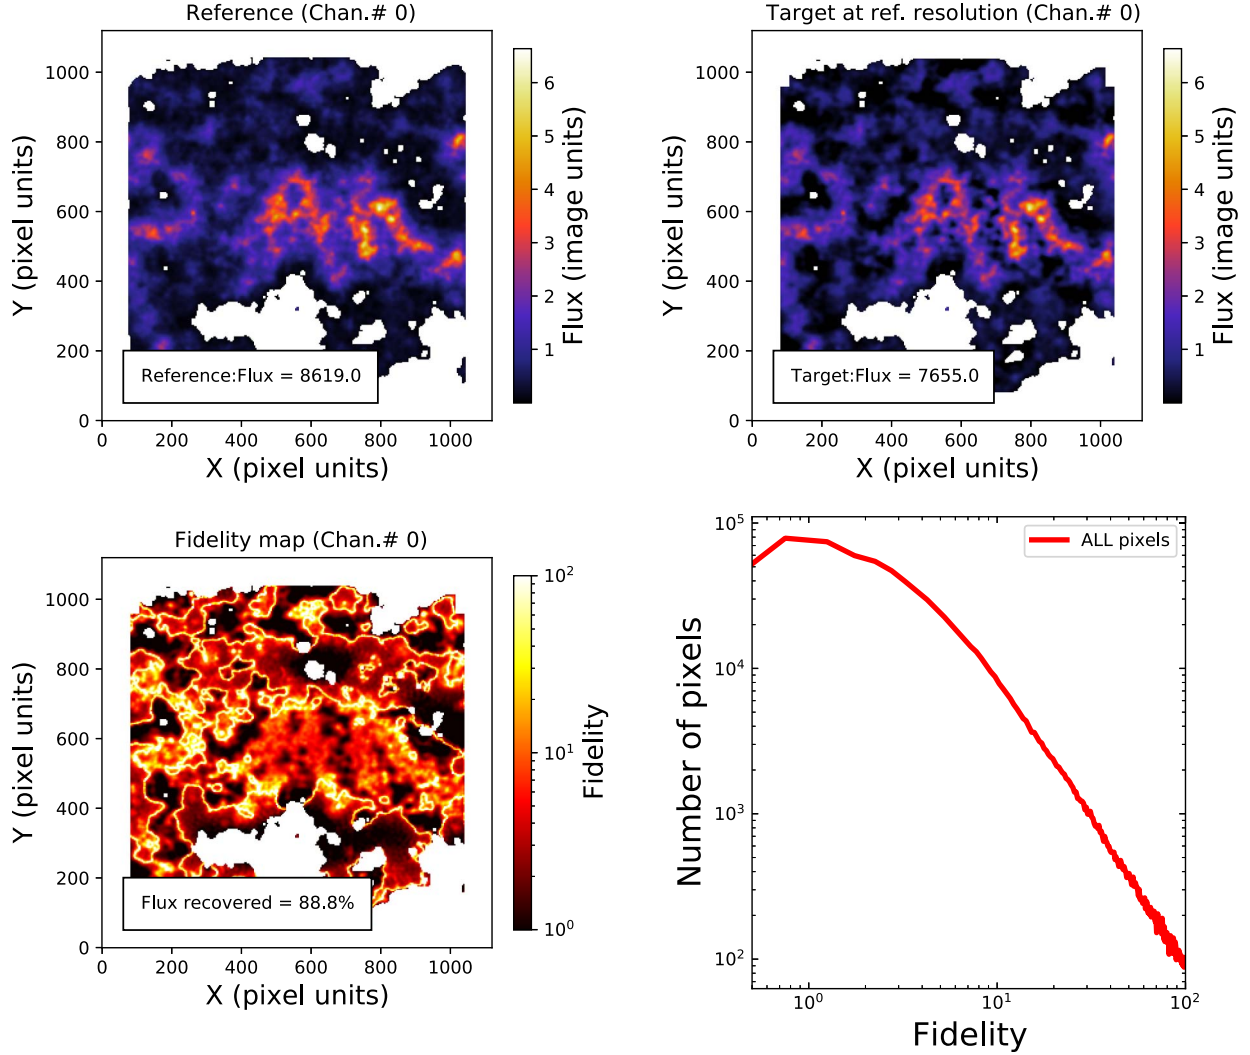 Reference (Chan.# 0)
Y (pixel units)
1000
800
600
400
200
0
Reference:Flux = 8619.0
0 200 400 600 800 1000
X (pixel units)
6
5
4
3
2
1
Flux (image units)
Target at ref. resolution (Chan.# 0)
Y (pixel units)
1000
800
600
400
200
0
Target:Flux = 7655.0
0 200 400 600 800 1000
X (pixel units)
6
5
4
3
2
1
Flux (image units)
Fidelity map (Chan.# 0)
Y (pixel units)
1000
800
600
400
200
0
Flux recovered = 88.8%
0 200 400 600 800 1000
X (pixel units)
10²
10¹
10⁰
Fidelity
Number of pixels
10⁵
10⁴
10³
10²
ALL pixels
10⁰ 10¹ 10²
Fidelity